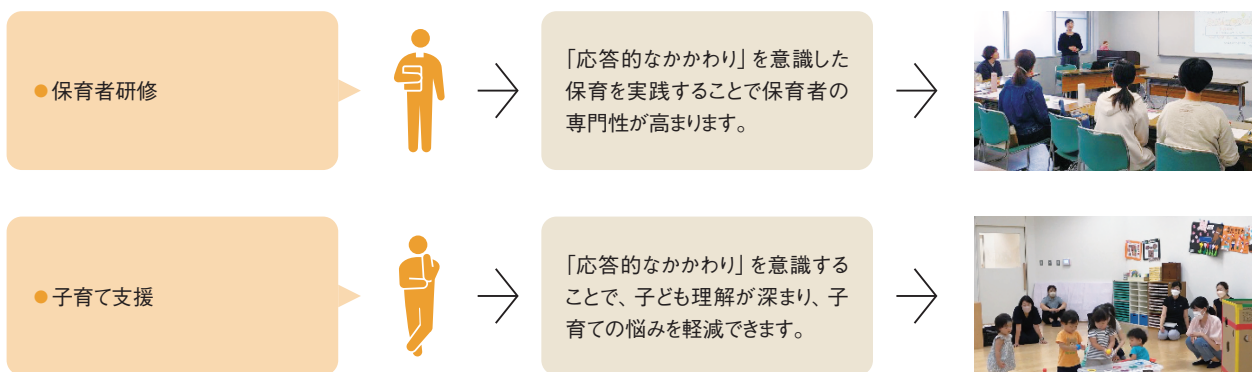 ●保育者研修
「応答的なかかわり」を意識した
保育を実践することで保育者の
専門性が高まります。
●子育て支援
「応答的なかかわり」を意識する
ことで、子ども理解が深まり、子
育ての悩みを軽減できます。